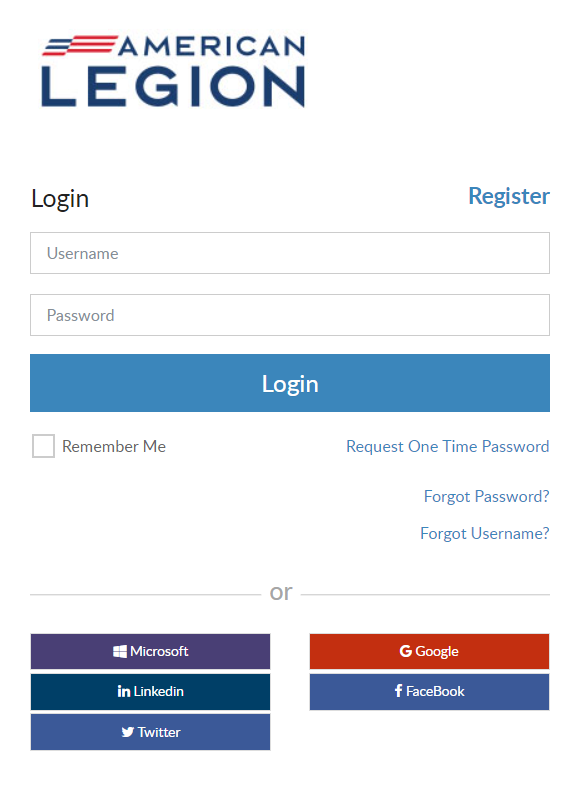 AMERICAN
LEGION
Login
Register
Username
Password
Login
Remember Me
Request One Time Password
Forgot Password?
Forgot Username?
or
Microsoft
Google
Linkedin
FaceBook
Twitter